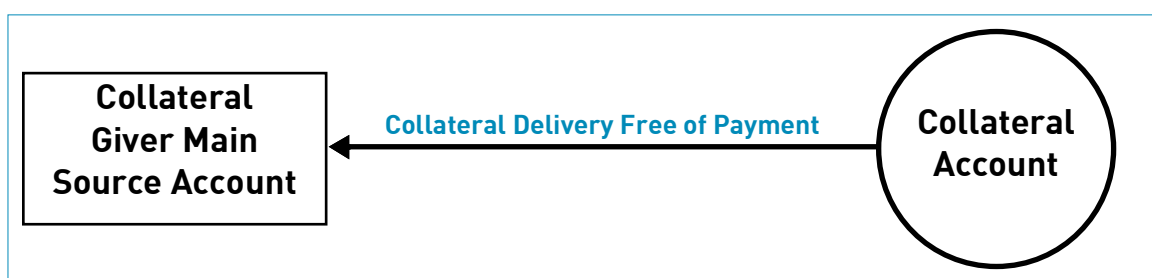 Collateral
Giver Main
Source Account
Collateral Delivery Free of Payment
Collateral
Account